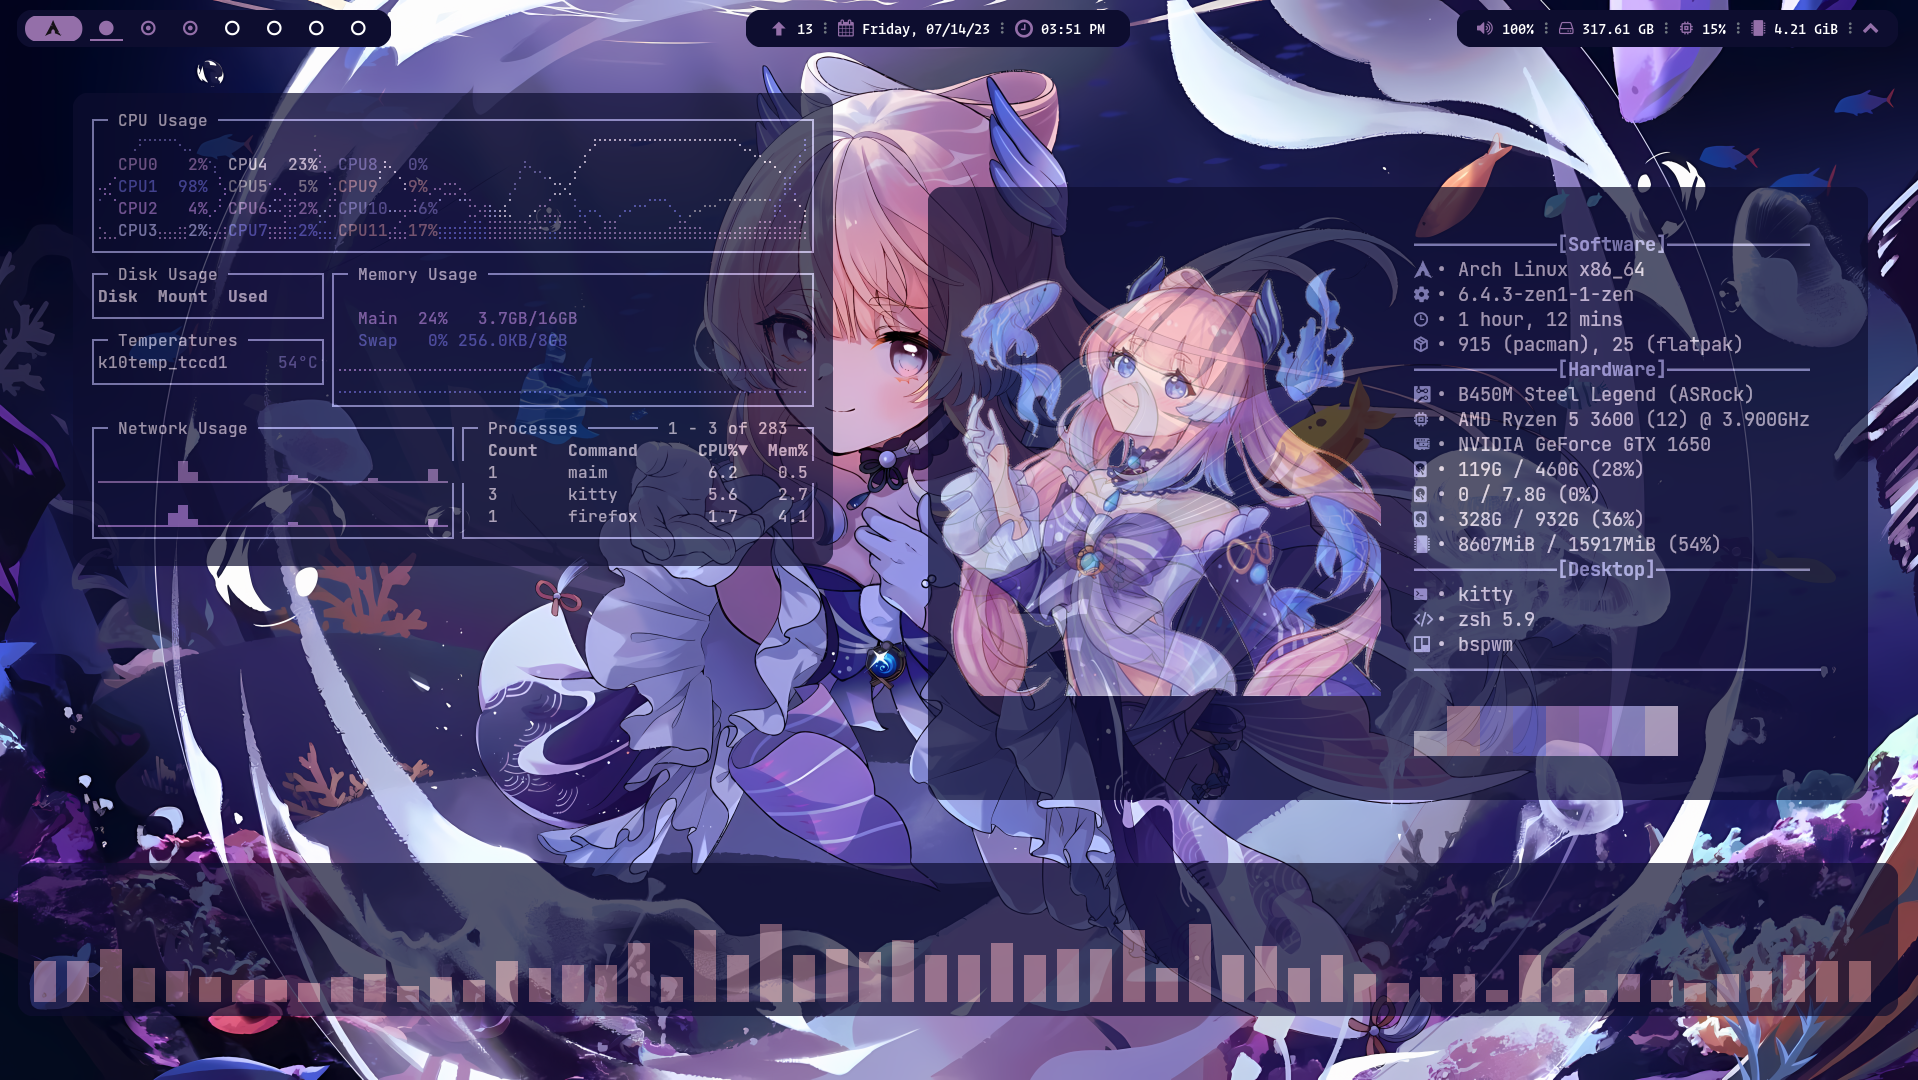 13 Friday, 07/14/23 03:51 PM
100% 317.61 GB 15% 4.21 GiB
CPU Usage
CPU0 2% CPU4 23% CPU8 0%
CPU1 98% CPU5 5% CPU9 9%
CPU2 4% CPU6 2% CPU10 6%
CPU3 2% CPU7 2% CPU11 17%
Disk Usage
Disk Mount Used
Temperatures
k10temp_tccd1 54°C
Memory Usage
Main 24% 3.7GB/16GB
Swap 0% 256.0KB/8GB
Network Usage
Processes 1 - 3 of 283
Count Command CPU%▼ Mem%
1 maim 6.2 0.5
3 kitty 5.6 2.7
1 firefox 1.7 4.1
[Software]
• Arch Linux x86_64
• 6.4.3-zen1-1-zen
• 1 hour, 12 mins
• 915 (pacman), 25 (flatpak)
[Hardware]
• B450M Steel Legend (ASRock)
• AMD Ryzen 5 3600 (12) @ 3.900GHz
• NVIDIA GeForce GTX 1650
• 119G / 460G (28%)
• 0 / 7.8G (0%)
• 328G / 932G (36%)
• 8607MiB / 15917MiB (54%)
[Desktop]
• kitty
• zsh 5.9
• bspwm